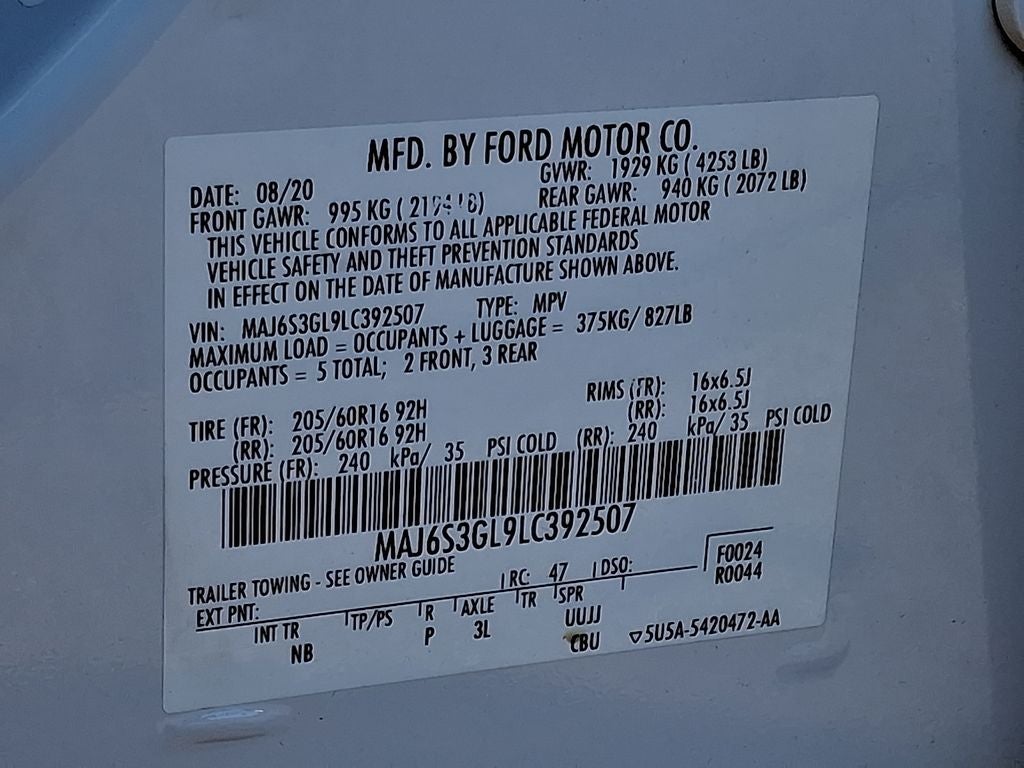 MFD. BY FORD MOTOR CO.
DATE: 08/20 GVWR: 1929 KG ( 4253 LB)
FRONT GAWR: 995 KG ( REAR GAWR: 940 KG ( 2072 LB)
THIS VEHICLE CONFORMS TO ALL APPLICABLE FEDERAL MOTOR
VEHICLE SAFETY AND THEFT PREVENTION STANDARDS
IN EFFECT ON THE DATE OF MANUFACTURE SHOWN ABOVE.
VIN: MAJ6S3GL9LC392507 TYPE: MPV
MAXIMUM LOAD = OCCUPANTS + LUGGAGE = 375KG/ 827LB
OCCUPANTS = 5 TOTAL; 2 FRONT, 3 REAR
TIRE (FR): 205/60R16 92H RIMS (FR): 16x6.5J
(RR): 205/60R16 92H (RR): 16x6.5J
PRESSURE (FR): 240 kPa/ 35 PSI COLD (RR): 240 kPa/ 35 PSI COLD
MAJ6S3GL9LC392507
TRAILER TOWING - SEE OWNER GUIDE
EXT PNT: RC: 47 DSO: F0024
R0044
INT TR TP/PS R AXLE TR SPR
NB P 3L UUJJ
CBU 5U5A-5420472-AA